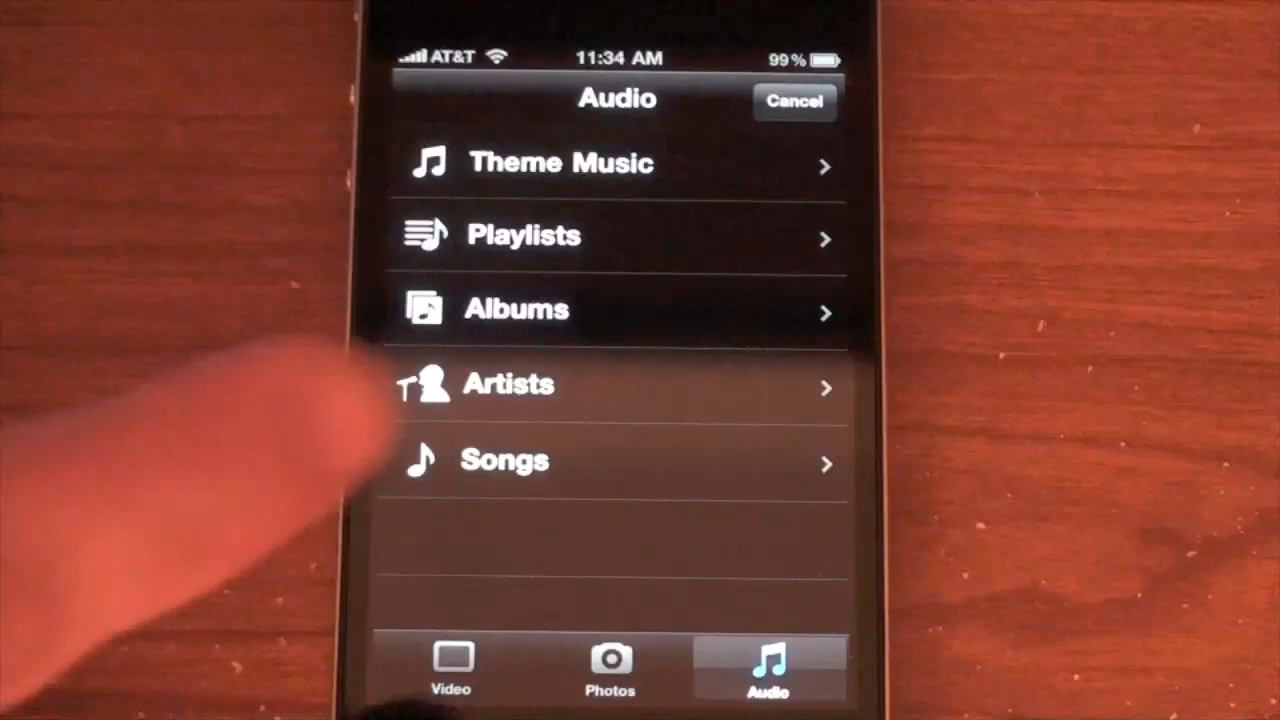 AT&T 11:34 AM 99%
Audio Cancel
Theme Music
Playlists
Albums
Artists
Songs
Video Photos Audio